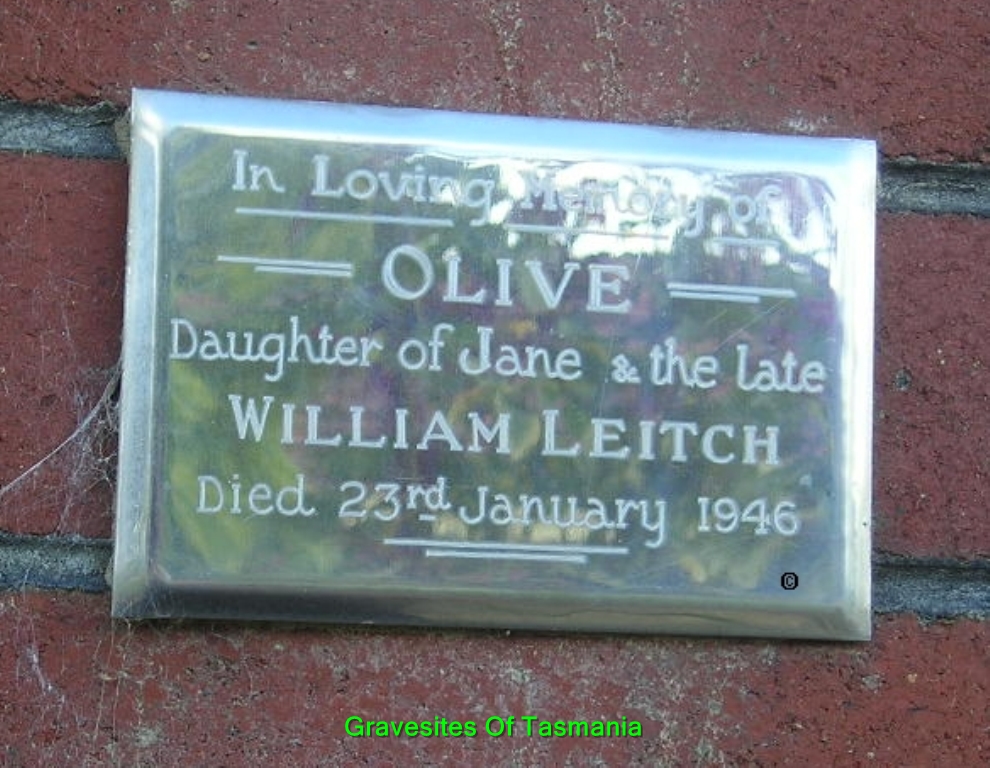 In Loving Memory of
OLIVE
Daughter of Jane & the late
WILLIAM LEITCH
Died 23rd January 1946
©
Gravesites Of Tasmania